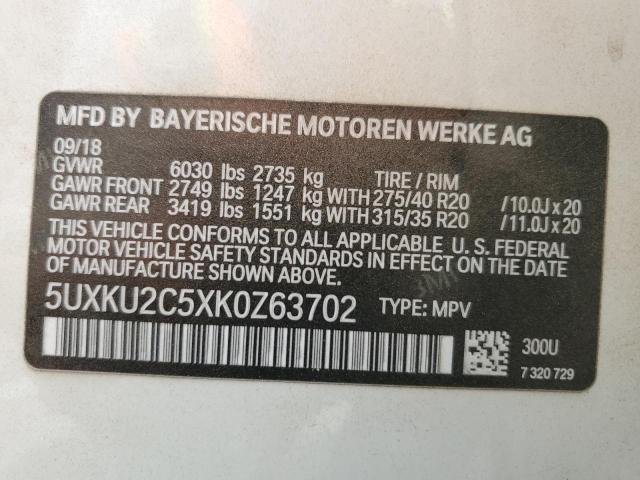 MFD BY BAYERISCHE MOTOREN WERKE AG
09/18
GVWR 6030 lbs 2735 kg TIRE / RIM
GAWR FRONT 2749 lbs 1247 kg WITH 275/40 R20 /10.0J x 20
GAWR REAR 3419 lbs 1551 kg WITH 315/35 R20 /11.0J x 20
THIS VEHICLE CONFORMS TO ALL APPLICABLE U. S. FEDERAL
MOTOR VEHICLE SAFETY STANDARDS IN EFFECT ON THE DATE
OF MANUFACTURE SHOWN ABOVE.
5UXKU2C5XK0Z63702 TYPE: MPV
300U
7 320 729